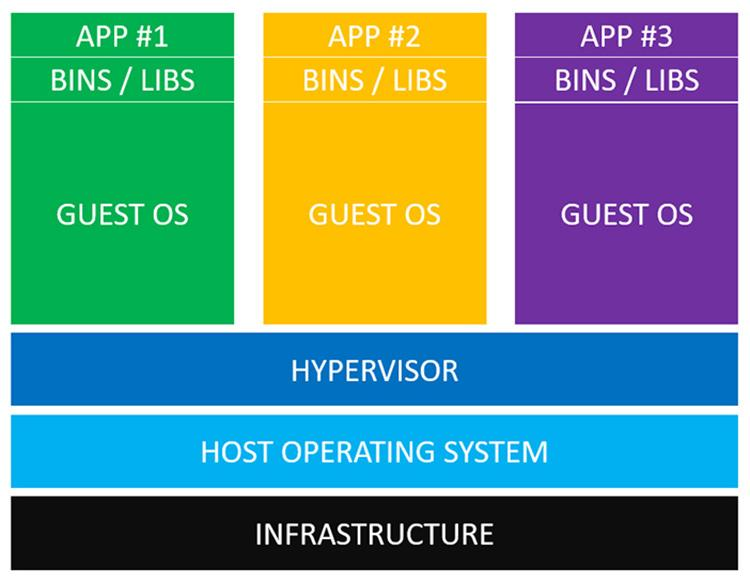 APP #1
BINS / LIBS
GUEST OS
APP #2
BINS / LIBS
GUEST OS
APP #3
BINS / LIBS
GUEST OS
HYPERVISOR
HOST OPERATING SYSTEM
INFRASTRUCTURE